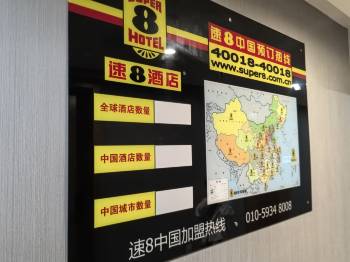 SUPER
8
HOTEL
速8酒店
速8中国预订热线
40018-40018
www.super8.com.cn
全球酒店数量
中国酒店数量
中国城市数量
速8中国加盟热线 010-5934 8008